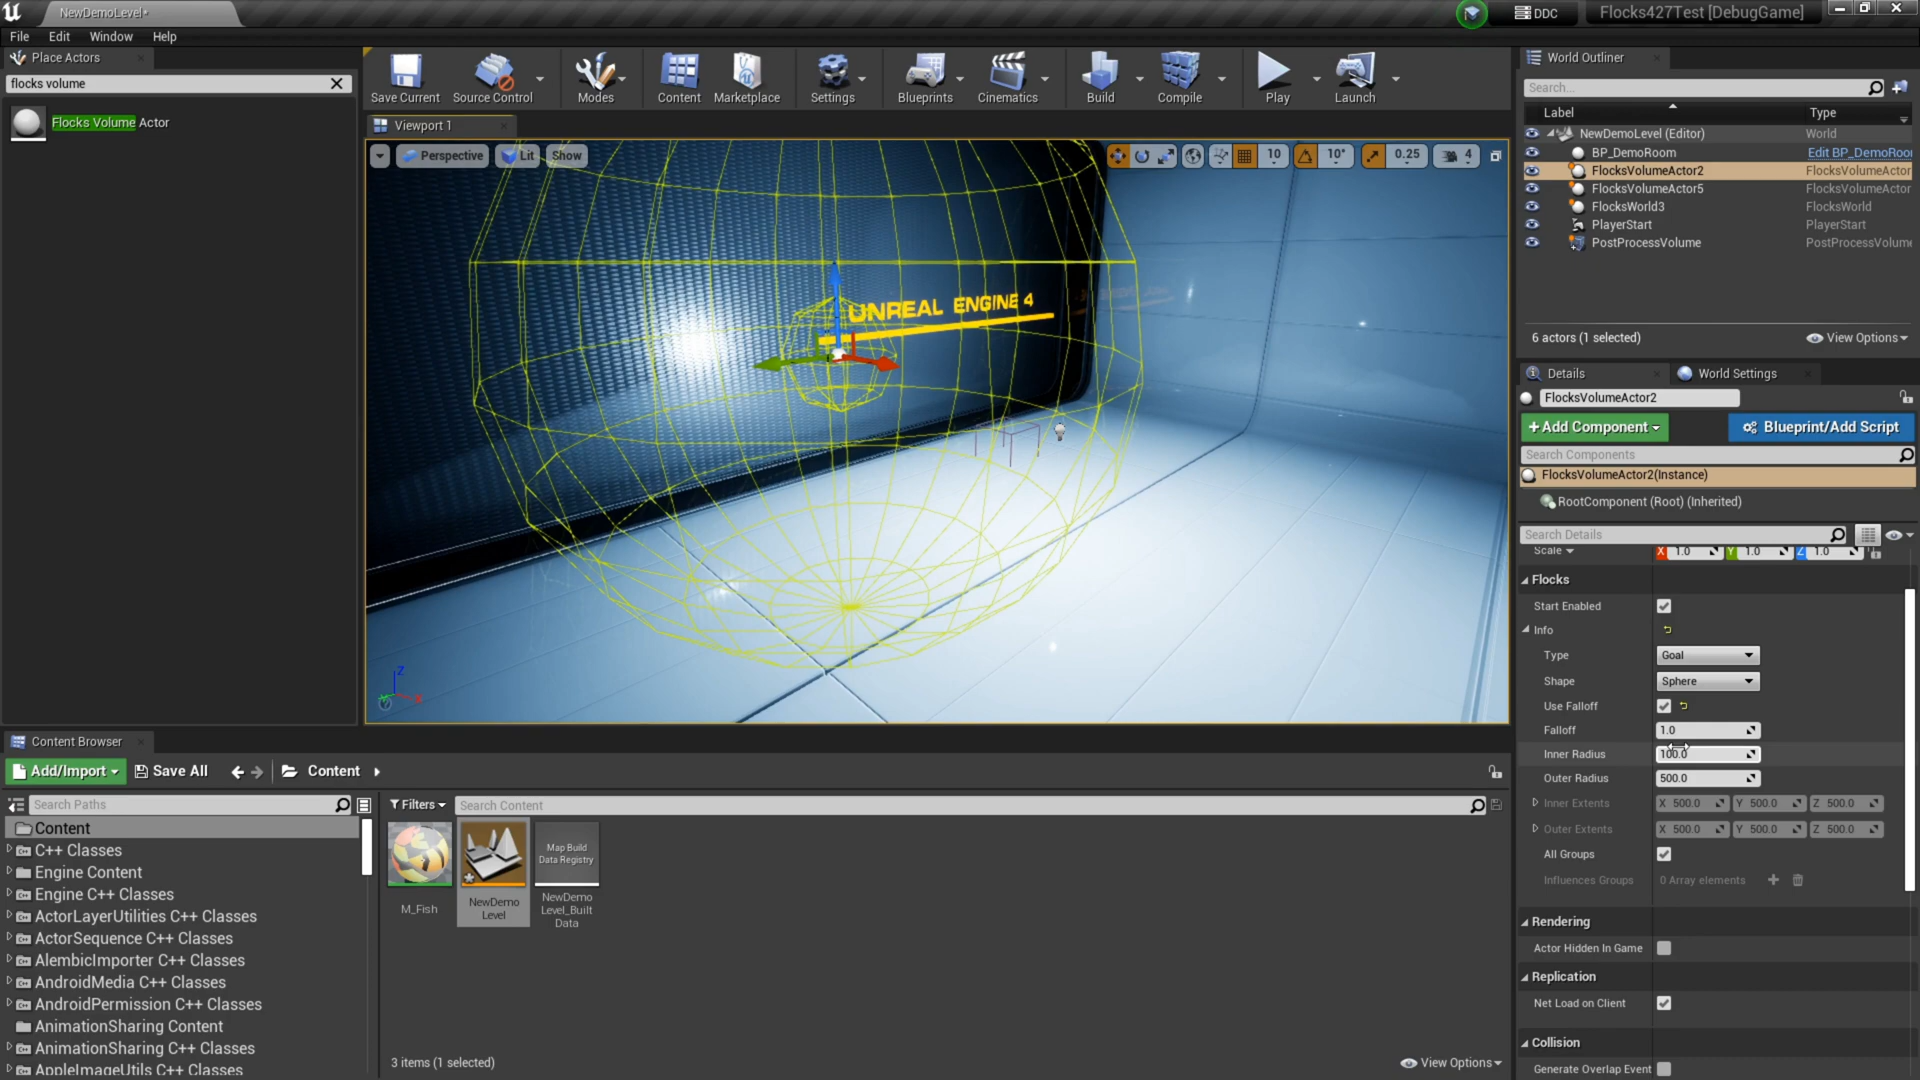 NewDemoLevel*
DDC
Flocks427Test [DebugGame]
File Edit Window Help
Place Actors
flocks volume
Flocks Volume Actor
Save Current
Source Control
Modes
Content
Marketplace
Settings
Blueprints
Cinematics
Build
Compile
Play
Launch
Viewport 1
Perspective
Lit
Show
10
10°
0.25
4
UNREAL ENGINE 4
Z
World Outliner
Search...
Label Type
NewDemoLevel (Editor) World
BP_DemoRoom Edit BP_DemoRoo
FlocksVolumeActor2 FlocksVolumeActor
FlocksVolumeActor5 FlocksVolumeActor
FlocksWorld3 FlocksWorld
PlayerStart PlayerStart
PostProcessVolume PostProcessVolume
6 actors (1 selected)
View Options
Details
World Settings
FlocksVolumeActor2
+Add Component
Blueprint/Add Script
Search Components
FlocksVolumeActor2(Instance)
RootComponent (Root) (Inherited)
Search Details
Scale X 1.0 Y 1.0 Z 1.0
Flocks
Start Enabled
Info
Type Goal
Shape Sphere
Use Falloff
Falloff 1.0
Inner Radius 100.0
Outer Radius 500.0
Inner Extents X 500.0 Y 500.0 Z 500.0
Outer Extents X 500.0 Y 500.0 Z 500.0
All Groups
Influences Groups 0 Array elements
Rendering
Actor Hidden In Game
Replication
Net Load on Client
Collision
Generate Overlap Event
Content Browser
Add/Import
Save All
Content
Search Paths
Filters
Search Content
Content
C++ Classes
Engine Content
Engine C++ Classes
ActorLayerUtilities C++ Classes
ActorSequence C++ Classes
AlembicImporter C++ Classes
AndroidMedia C++ Classes
AndroidPermission C++ Classes
AnimationSharing Content
AnimationSharing C++ Classes
AppleImageUtils C++ Classes
M_Fish
NewDemo
Level
Map Build
Data Registry
NewDemo
Level_Built
Data
3 items (1 selected)
View Options